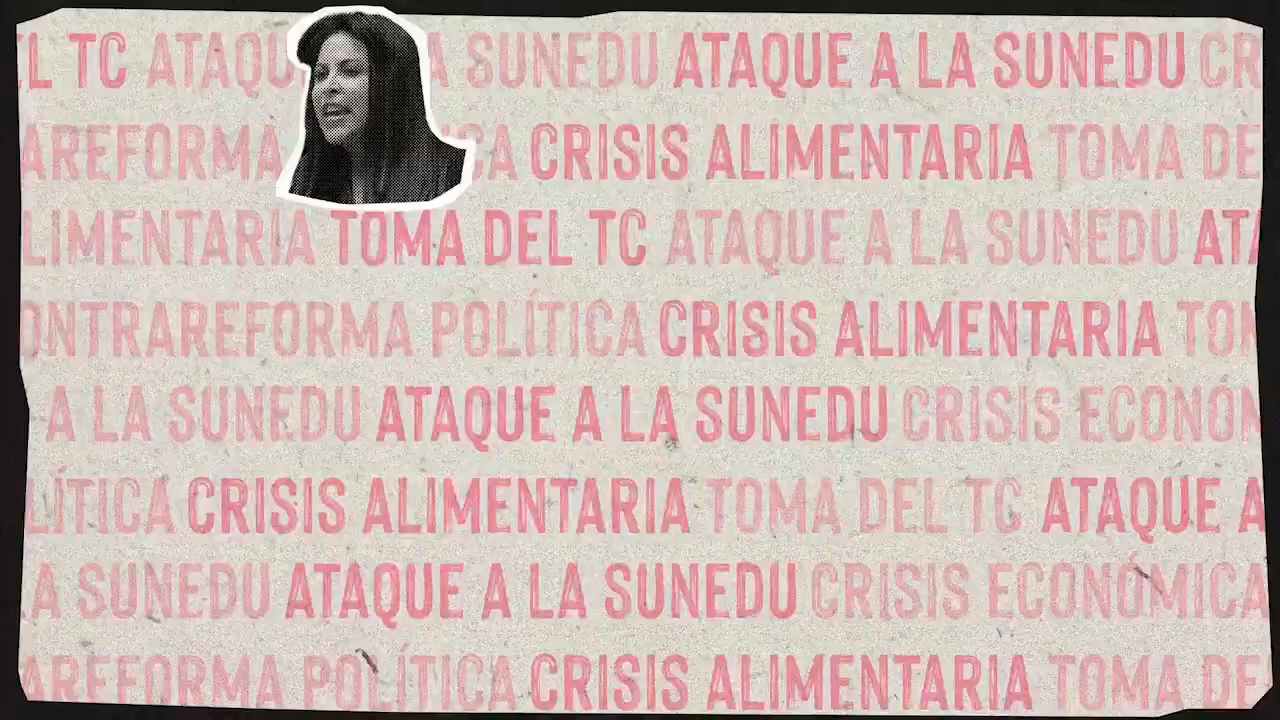 EL TC ATAQU A SUNEDU ATAQUE A LA SUNEDU CR
AREFORMA CA CRISIS ALIMENTARIA TOMA DE
LIMENTARIA TOMA DEL TC ATAQUE A LA SUNEDU ATA
ONTRAREFORMA POLÍTICA CRISIS ALIMENTARIA TOM
A LA SUNEDU ATAQUE A LA SUNEDU CRISIS ECONÓM
LÍTICA CRISIS ALIMENTARIA TOMA DEL TC ATAQUE A
LA SUNEDU ATAQUE A LA SUNEDU CRISIS ECONÓMICA
AREFORMA POLÍTICA CRISIS ALIMENTARIA TOMA DE